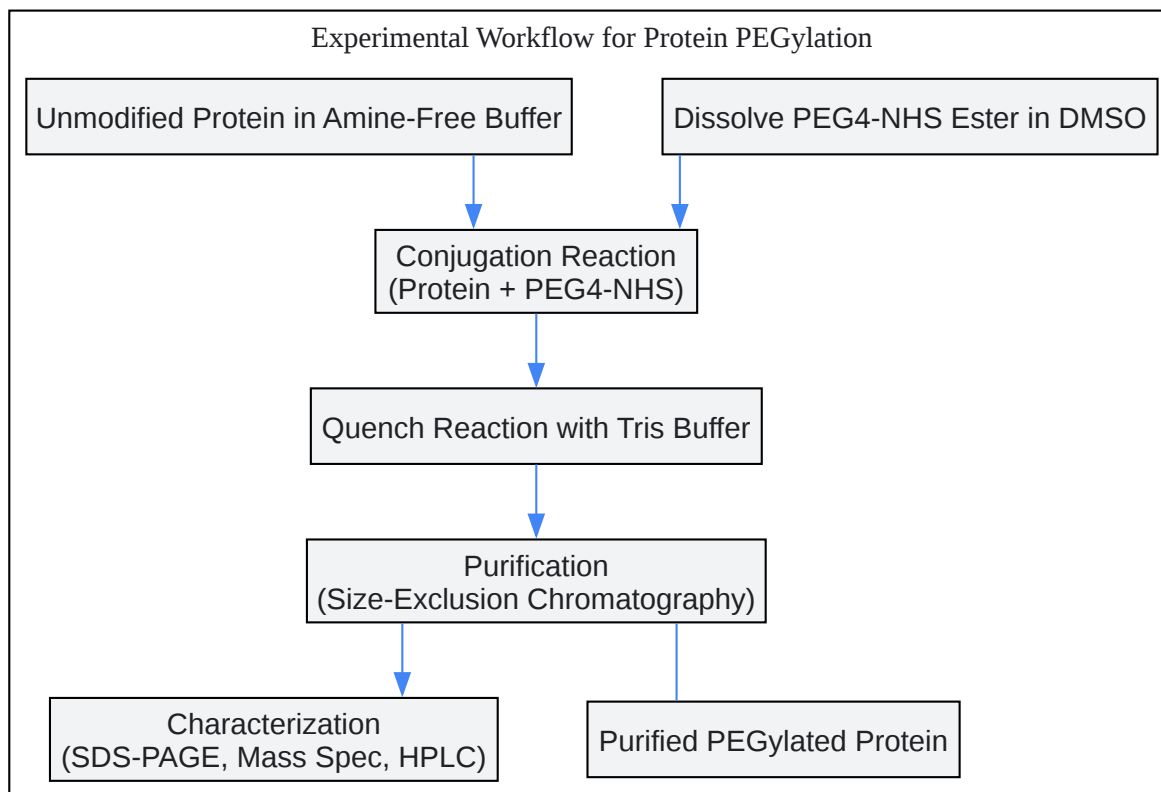 Experimental Workflow for Protein PEGylation
Unmodified Protein in Amine-Free Buffer
Dissolve PEG4-NHS Ester in DMSO
Conjugation Reaction
(Protein + PEG4-NHS)
Quench Reaction with Tris Buffer
Purification
(Size-Exclusion Chromatography)
Characterization
(SDS-PAGE, Mass Spec, HPLC)
Purified PEGylated Protein